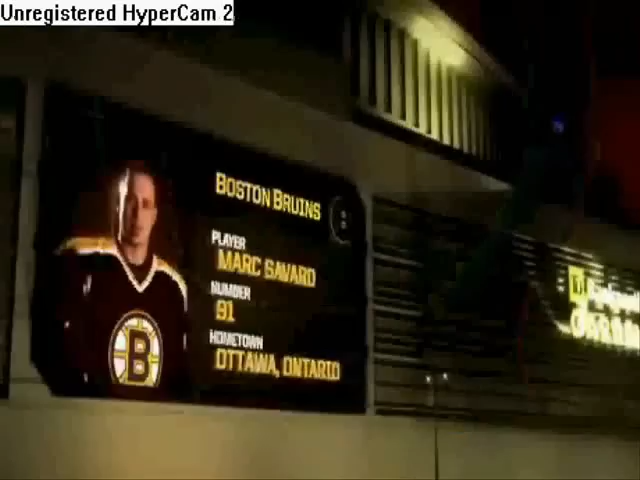 Unregistered HyperCam 2
BOSTON BRUINS
PLAYER
MARC SAVARD
NUMBER
91
HOMETOWN
OTTAWA, ONTARIO
B